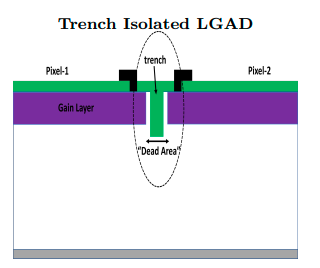 Trench Isolated LGAD
Pixel-1
trench
Pixel-2
Gain Layer
"Dead Area"